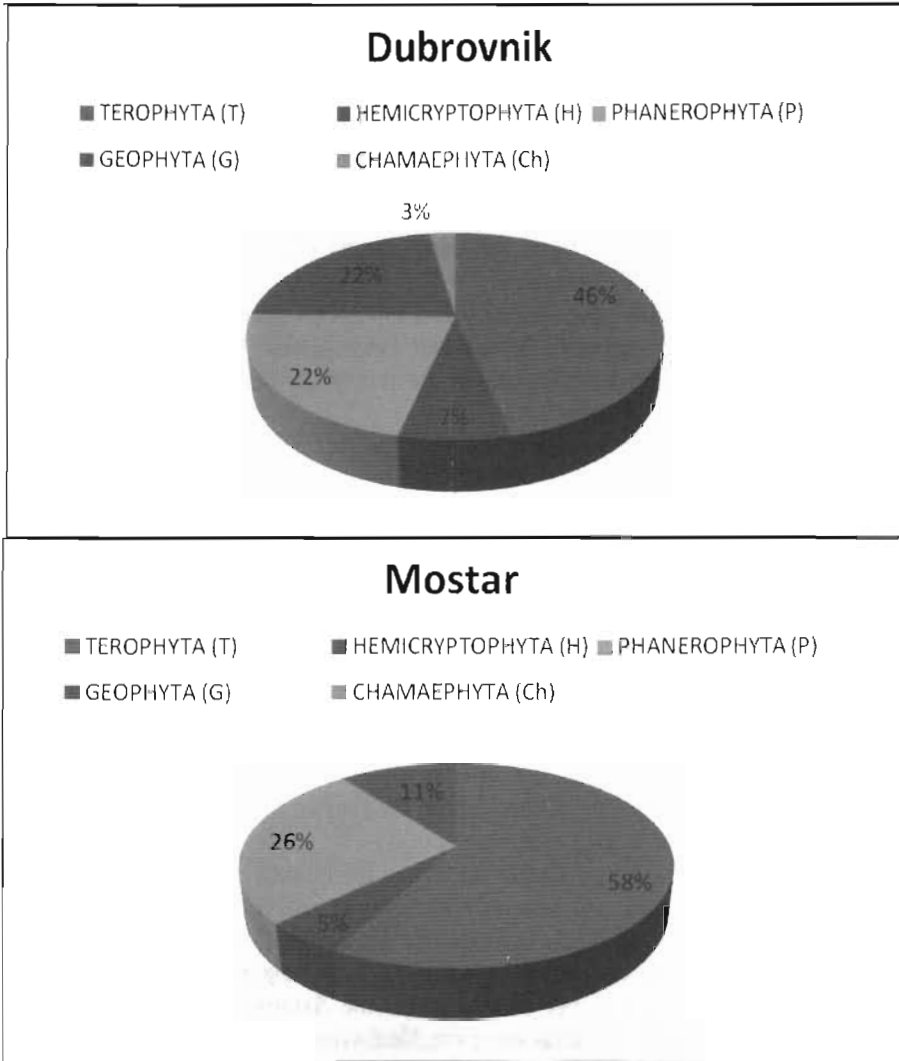 Dubrovnik
TEROPHYTA (T) HEMICRYPTOPHYTA (H) PHANEROPHYTA (P)
GEOPHYTA (G) CHAMAEPHYTA (Ch)
3%
22% 46%
22% 7%
Mostar
TEROPHYTA (T) HEMICRYPTOPHYTA (H) PHANEROPHYTA (P)
GEOPHYTA (G) CHAMAEPHYTA (Ch)
11%
26%
58%
5%